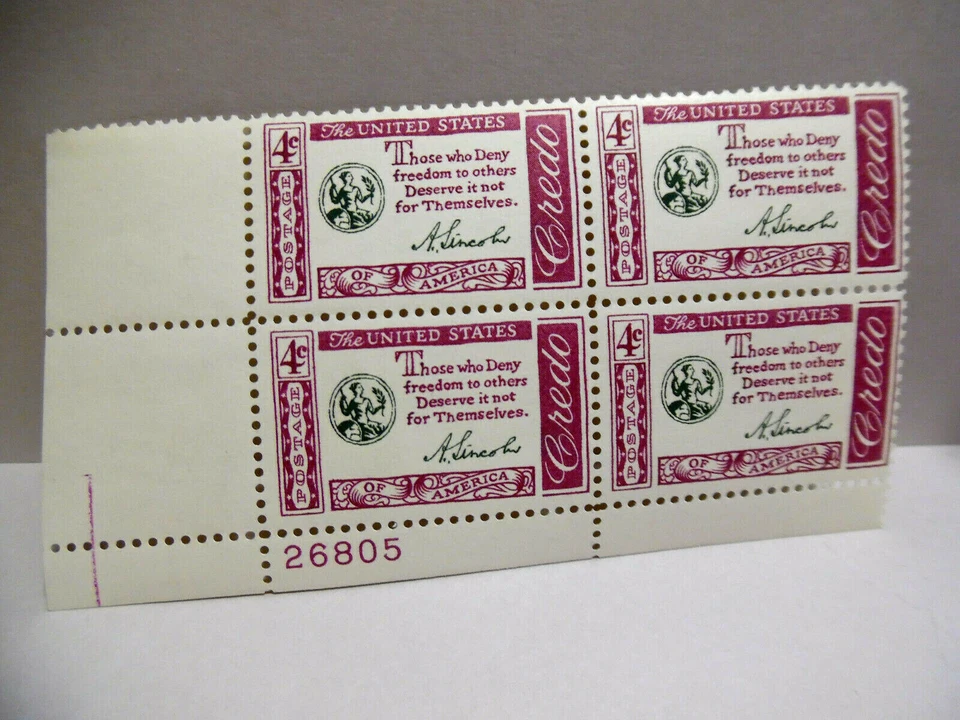 4c
The UNITED STATES
Those who Deny
freedom to others
Deserve it not
for Themselves.
A. Lincoln
POSTAGE
OF AMERICA
Credo
4c
The UNITED STATES
Those who Deny
freedom to others
Deserve it not
for Themselves.
A. Lincoln
POSTAGE
OF AMERICA
Credo
4c
The UNITED STATES
Those who Deny
freedom to others
Deserve it not
for Themselves.
A. Lincoln
POSTAGE
OF AMERICA
Credo
4c
The UNITED STATES
Those who Deny
freedom to others
Deserve it not
for Themselves.
A. Lincoln
POSTAGE
OF AMERICA
Credo
26805